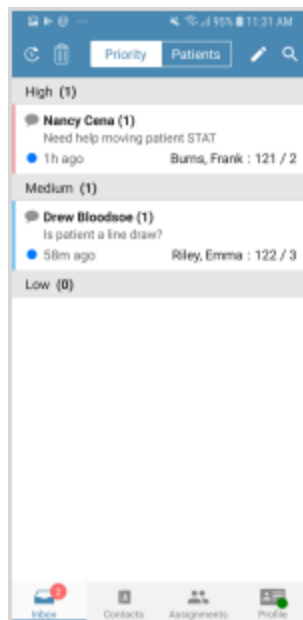 95% 11:31 AM
Priority Patients
High (1)
Nancy Cena (1)
Need help moving patient STAT
1h ago Burns, Frank : 121 / 2
Medium (1)
Drew Bloodsoe (1)
Is patient a line draw?
58m ago Riley, Emma : 122 / 3
Low (0)
2
Inbox Contacts Assignments Profile